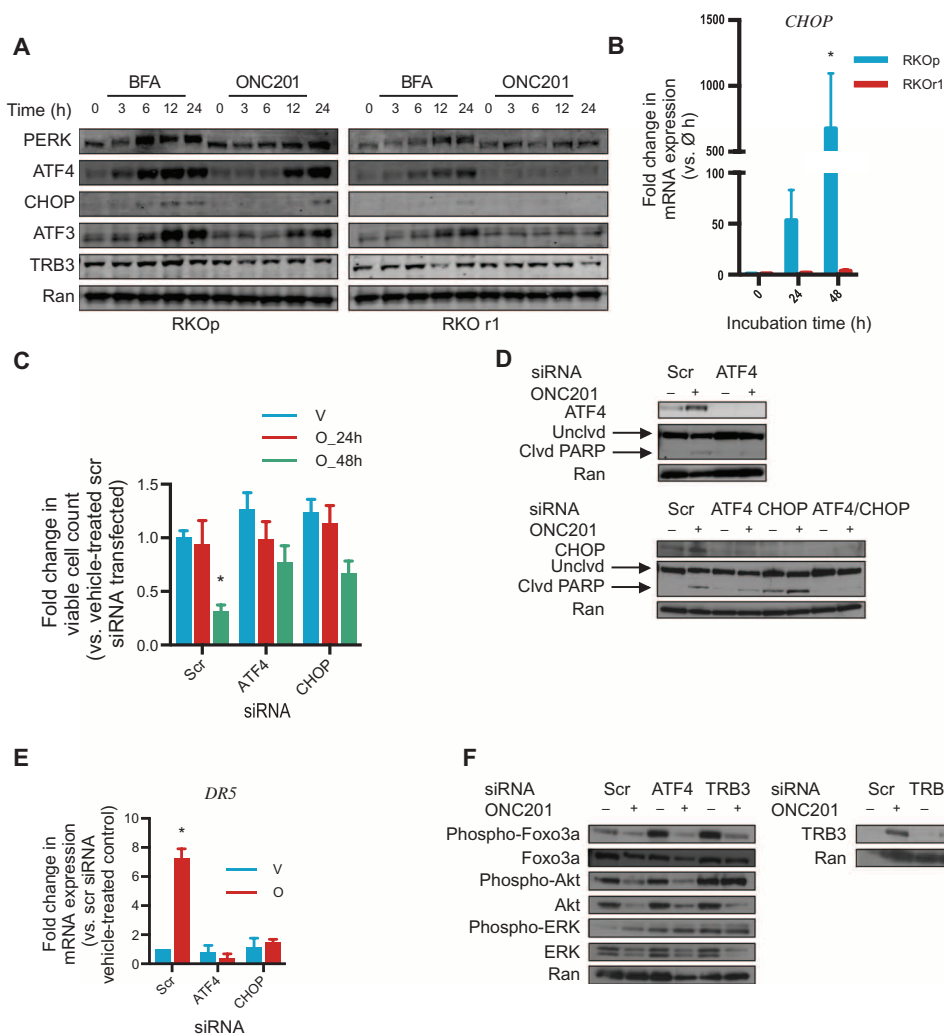 A
BFA ONC201 BFA ONC201
Time (h) 0 3 6 12 24 0 3 6 12 24 0 3 6 12 24 0 3 6 12 24
PERK
ATF4
CHOP
ATF3
TRB3
Ran
RKOp RKO r1
B
CHOP
Fold change in
mRNA expression
(vs. Ø h)
1500
1000
500
100
50
0
*
RKOp
RKOr1
0 24 48
Incubation time (h)
C
V
O_24h
O_48h
Fold change in
viable cell count
(vs. vehicle-treated scr
siRNA transfected)
1.5
1.0
0.5
0.0
*
Scr ATF4 CHOP
siRNA
D
siRNA Scr ATF4
ONC201 – + – +
ATF4
Unclvd
Clvd PARP
Ran
siRNA Scr ATF4 CHOP ATF4/CHOP
ONC201 – + – + – + – +
CHOP
Unclvd
Clvd PARP
Ran
E
DR5
Fold change in
mRNA expression
(vs. scr siRNA
vehicle-treated control)
10
8
6
4
2
0
*
V
O
Scr ATF4 CHOP
siRNA
F
siRNA Scr ATF4 TRB3
ONC201 – + – + – +
Phospho-Foxo3a
Foxo3a
Phospho-Akt
Akt
Phospho-ERK
ERK
Ran
siRNA Scr TRB
ONC201 – + –
TRB3
Ran